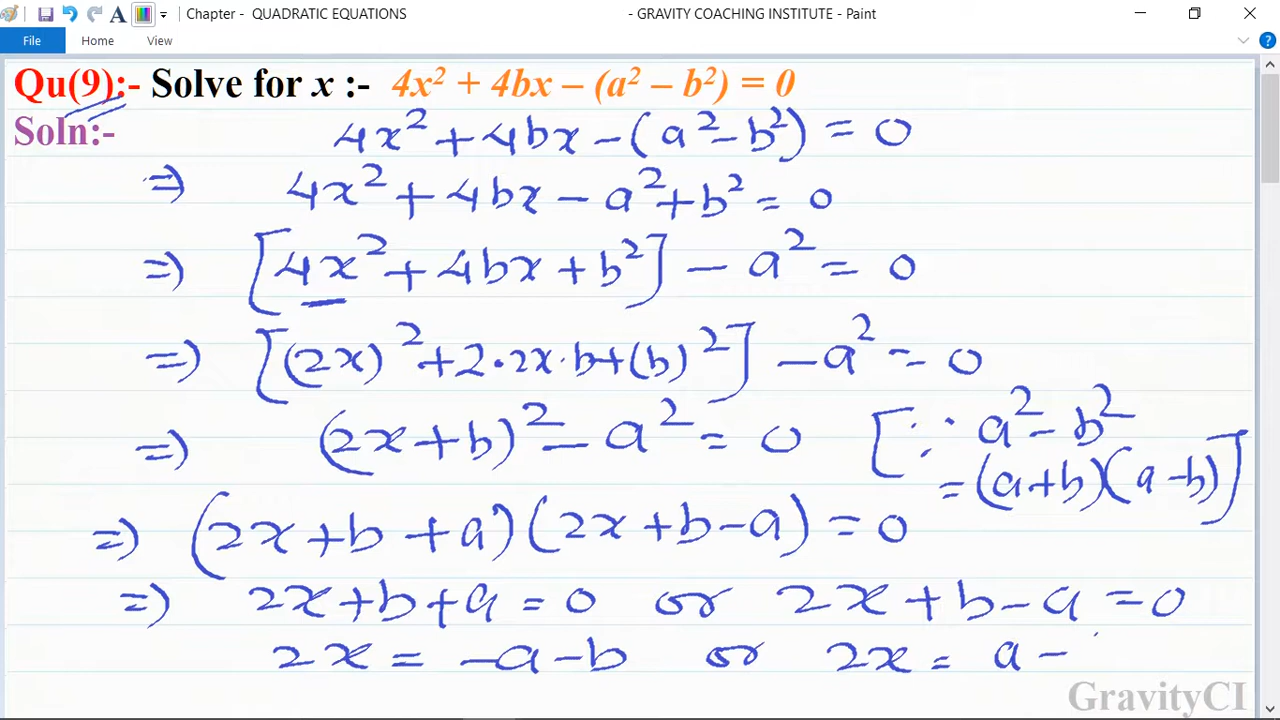 Chapter - QUADRATIC EQUATIONS - GRAVITY COACHING INSTITUTE - Paint
File Home View
Qu(9):- Solve for x :- 4x² + 4bx – (a² – b²) = 0
Soln:- 4x² + 4bx - (a² - b²) = 0
⇒ 4x² + 4bx - a² + b² = 0
⇒ [4x² + 4bx + b²] - a² = 0
⇒ [(2x)² + 2·2x·b + (b)²] - a² = 0
⇒ (2x + b)² - a² = 0 [∵ a² - b²
= (a+b)(a-b)]
⇒ (2x + b + a)(2x + b - a) = 0
⇒ 2x + b + a = 0 or 2x + b - a = 0
2x = -a - b or 2x = a -
GravityCI